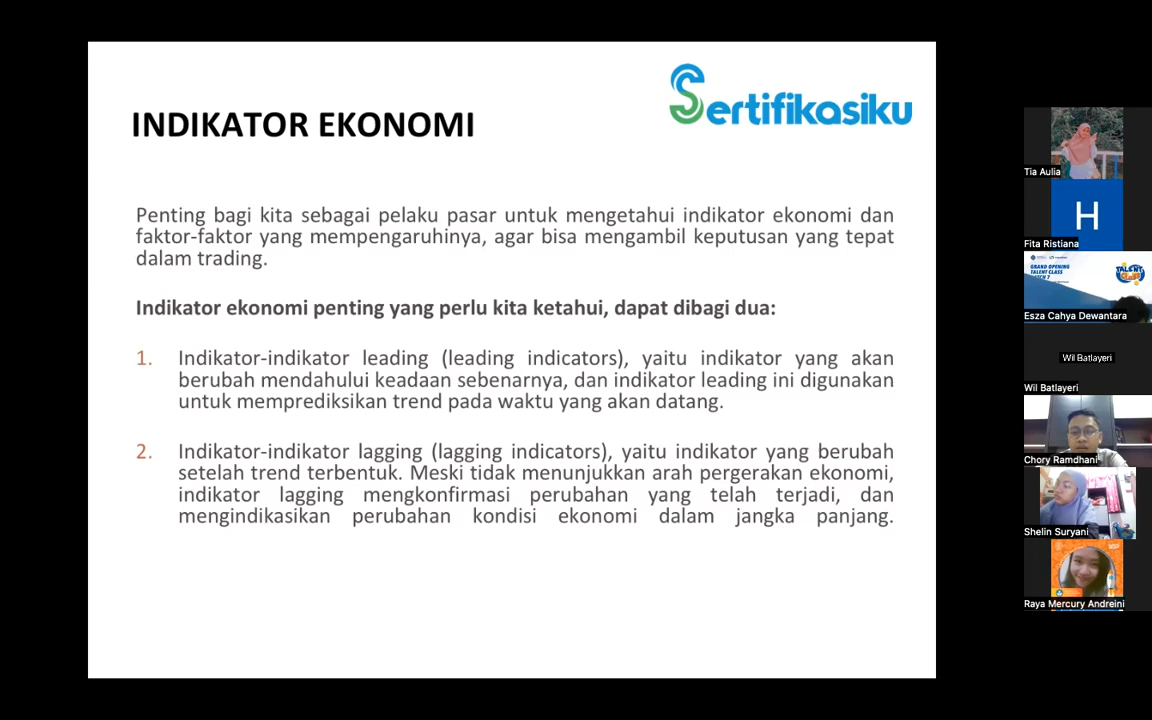 Sertifikasiku
INDIKATOR EKONOMI
Penting bagi kita sebagai pelaku pasar untuk mengetahui indikator ekonomi dan
faktor-faktor yang mempengaruhinya, agar bisa mengambil keputusan yang tepat
dalam trading.
Indikator ekonomi penting yang perlu kita ketahui, dapat dibagi dua:
1. Indikator-indikator leading (leading indicators), yaitu indikator yang akan
berubah mendahului keadaan sebenarnya, dan indikator leading ini digunakan
untuk memprediksikan trend pada waktu yang akan datang.
2. Indikator-indikator lagging (lagging indicators), yaitu indikator yang berubah
setelah trend terbentuk. Meski tidak menunjukkan arah pergerakan ekonomi,
indikator lagging mengkonfirmasi perubahan yang telah terjadi, dan
mengindikasikan perubahan kondisi ekonomi dalam jangka panjang.
Tia Aulia
H
Fita Ristiana
GRAND OPENING
TALENT CLASS
TALENT
Esza Cahya Dewantara
Wil Batlayeri
Wil Batlayeri
Chory Ramdhani
Shelin Suryani
Raya Mercury Andreini